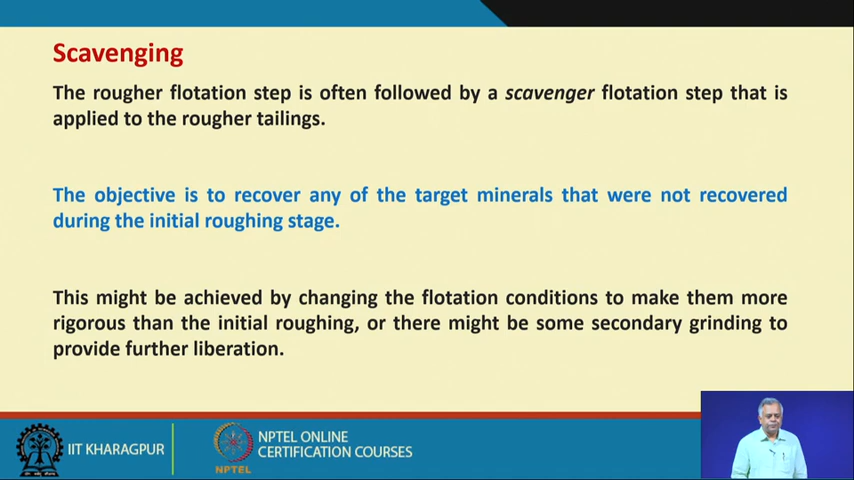 Scavenging
The rougher flotation step is often followed by a scavenger flotation step that is
applied to the rougher tailings.
The objective is to recover any of the target minerals that were not recovered
during the initial roughing stage.
This might be achieved by changing the flotation conditions to make them more
rigorous than the initial roughing, or there might be some secondary grinding to
provide further liberation.
IIT KHARAGPUR
NPTEL
NPTEL ONLINE
CERTIFICATION COURSES